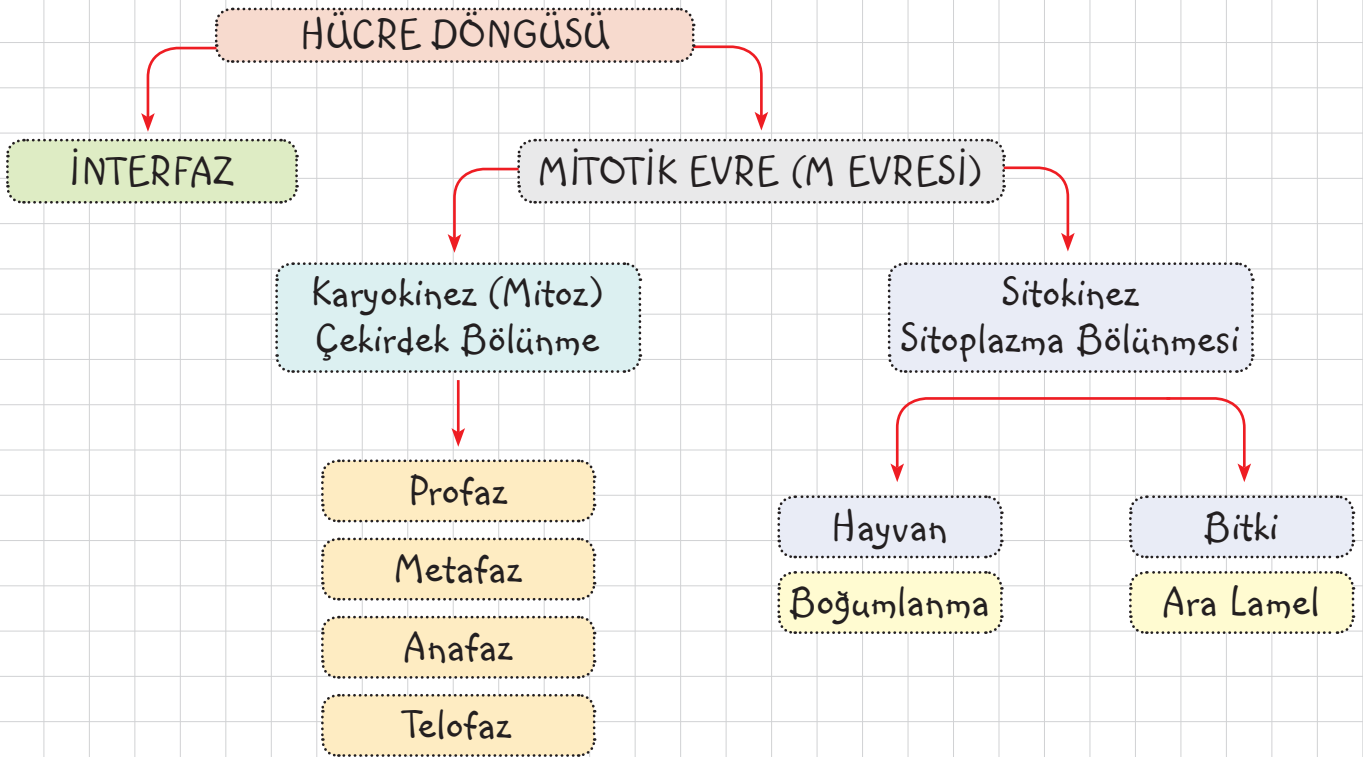 HÜCRE DÖNGÜSÜ
İNTERFAZ
MİTOTİK EVRE (M EVRESİ)
Karyokinez (Mitoz)
Çekirdek Bölünme
Sitokinez
Sitoplazma Bölünmesi
Profaz
Metafaz
Anafaz
Telofaz
Hayvan
Boğumlanma
Bitki
Ara Lamel